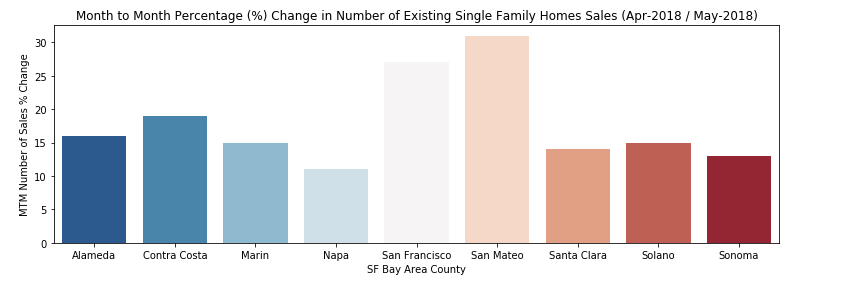 Month to Month Percentage (%) Change in Number of Existing Single Family Homes Sales (Apr-2018 / May-2018)
MTM Number of Sales % Change
30
25
20
15
10
5
0
Alameda Contra Costa Marin Napa San Francisco San Mateo Santa Clara Solano Sonoma
SF Bay Area County